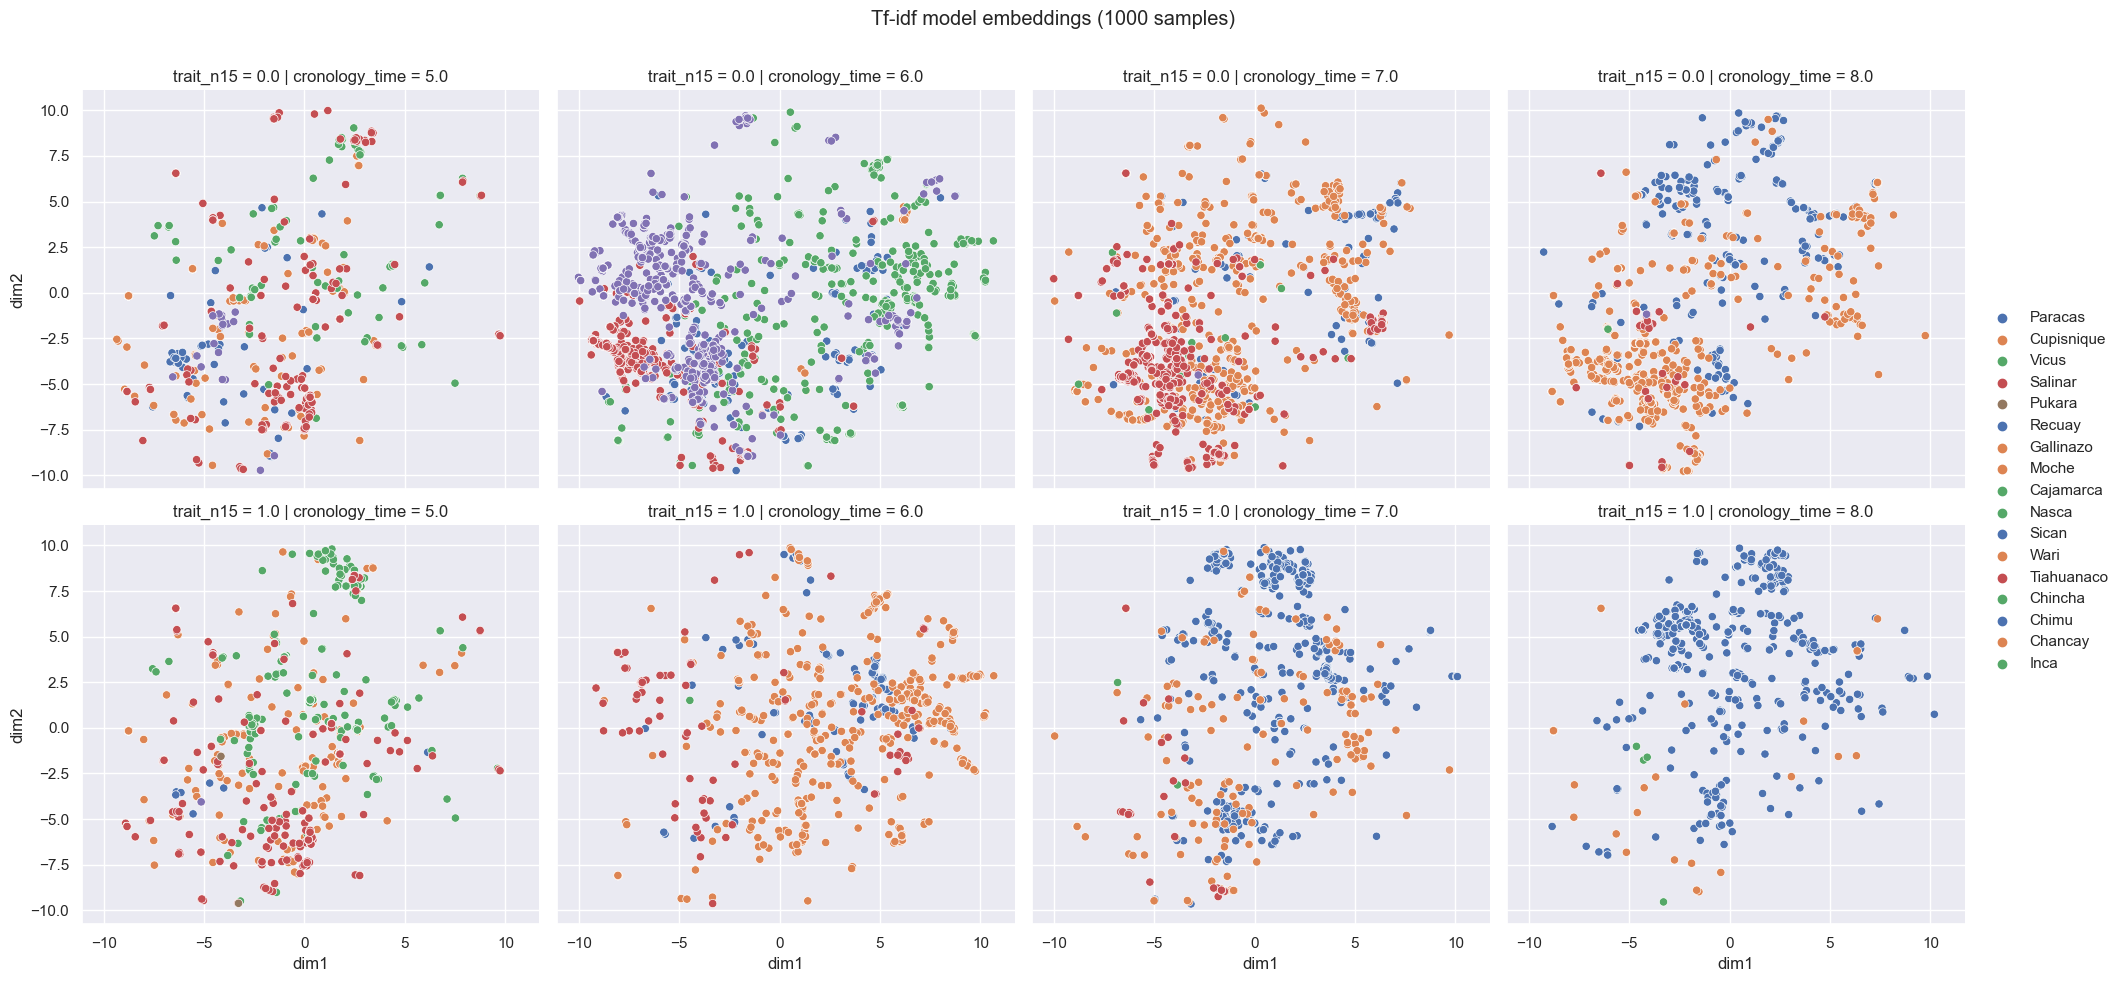 Tf-idf model embeddings (1000 samples)
trait_n15 = 0.0 | cronology_time = 5.0
trait_n15 = 0.0 | cronology_time = 6.0
trait_n15 = 0.0 | cronology_time = 7.0
trait_n15 = 0.0 | cronology_time = 8.0
10.0
7.5
5.0
2.5
0.0
−2.5
−5.0
−7.5
−10.0
dim2
trait_n15 = 1.0 | cronology_time = 5.0
trait_n15 = 1.0 | cronology_time = 6.0
trait_n15 = 1.0 | cronology_time = 7.0
trait_n15 = 1.0 | cronology_time = 8.0
10.0
7.5
5.0
2.5
0.0
−2.5
−5.0
−7.5
−10.0
dim2
−10 −5 0 5 10
−10 −5 0 5 10
−10 −5 0 5 10
−10 −5 0 5 10
dim1
dim1
dim1
dim1
Paracas
Cupisnique
Vicus
Salinar
Pukara
Recuay
Gallinazo
Moche
Cajamarca
Nasca
Sican
Wari
Tiahuanaco
Chincha
Chimu
Chancay
Inca